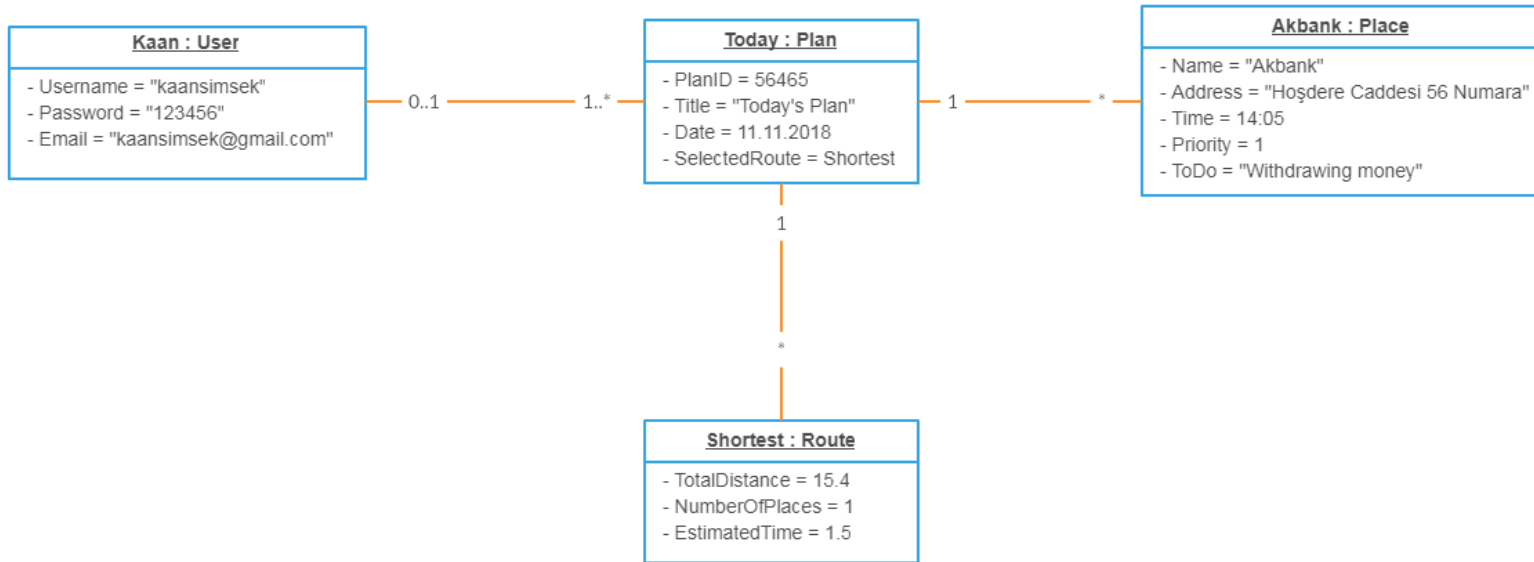 Kaan : User
- Username = "kaansimsek"
- Password = "123456"
- Email = "kaansimsek@gmail.com"
0..1
1..*
Today : Plan
- PlanID = 56465
- Title = "Today's Plan"
- Date = 11.11.2018
- SelectedRoute = Shortest
1
*
Akbank : Place
- Name = "Akbank"
- Address = "Hoşdere Caddesi 56 Numara"
- Time = 14:05
- Priority = 1
- ToDo = "Withdrawing money"
1
*
Shortest : Route
- TotalDistance = 15.4
- NumberOfPlaces = 1
- EstimatedTime = 1.5